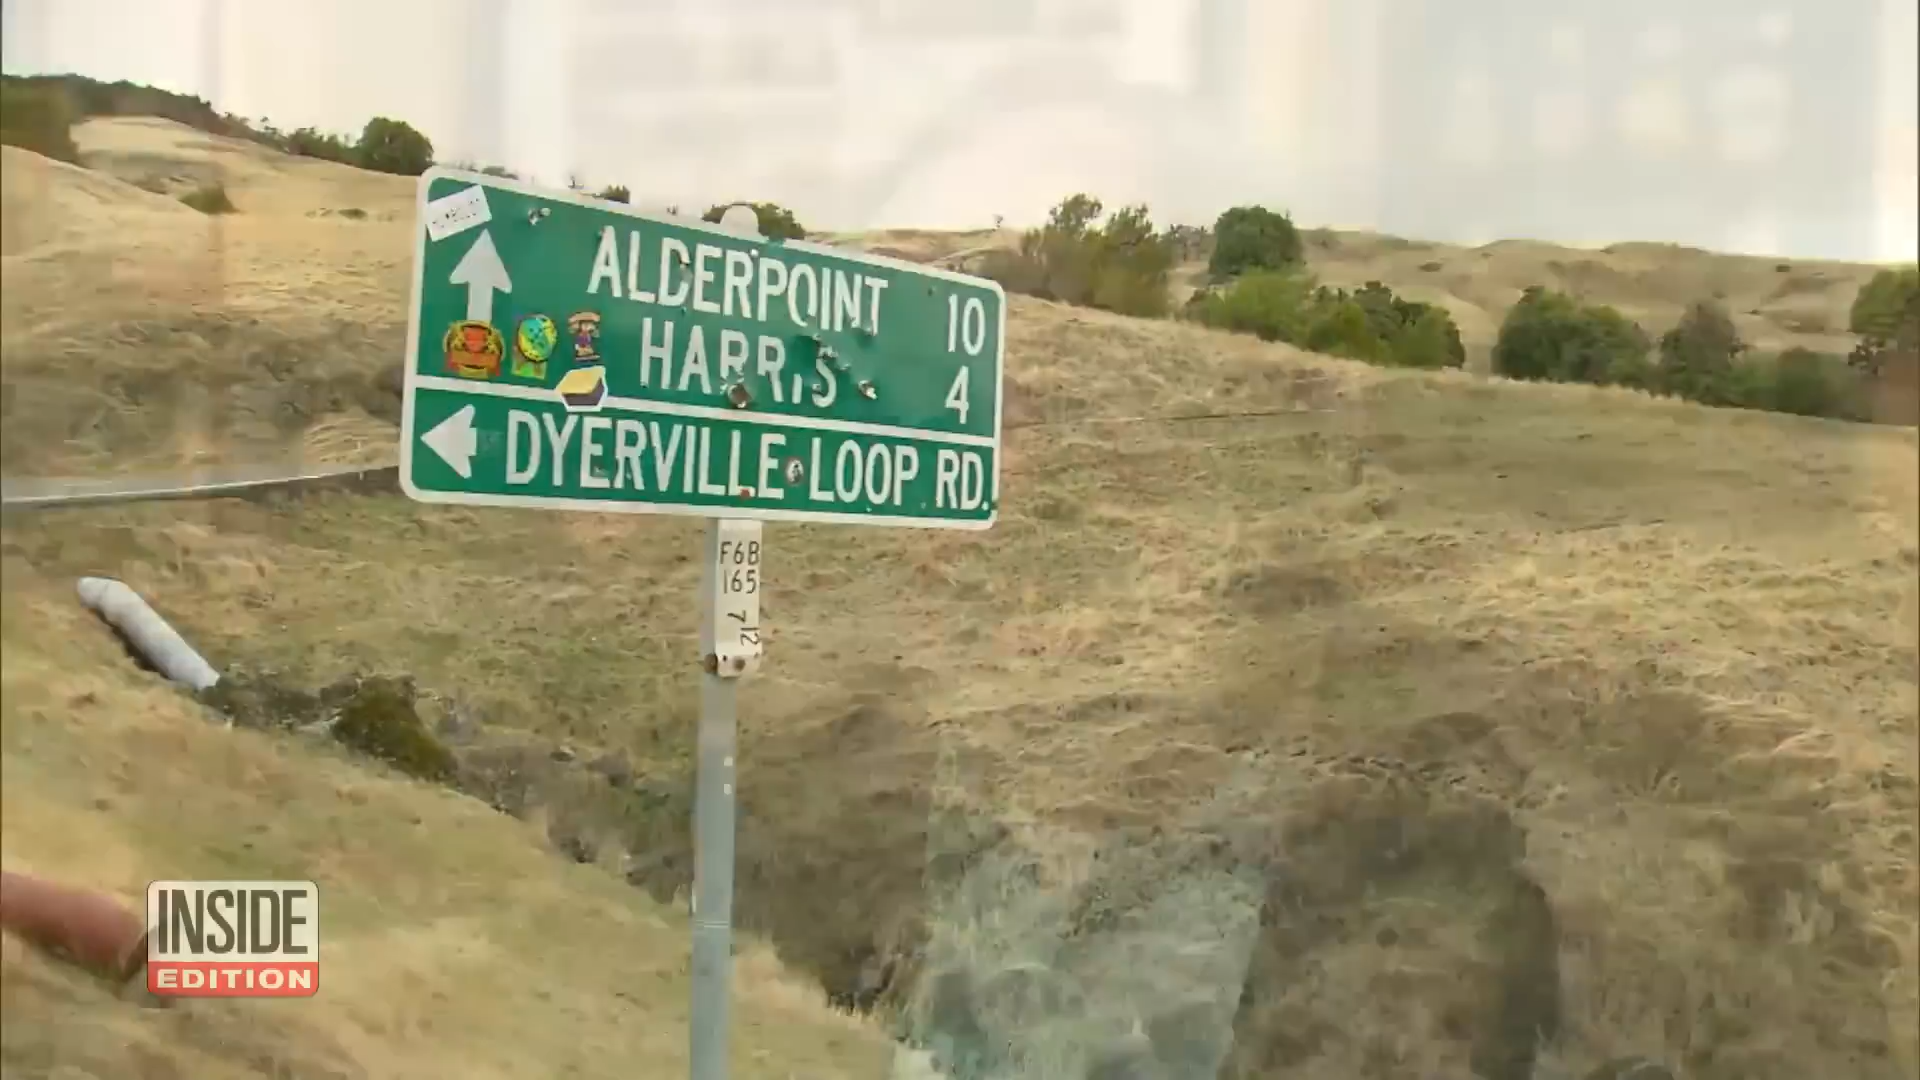 ALDERPOINT 10
HARRIS 4
DYERVILLE LOOP RD.
F6B
165
7
12
INSIDE
EDITION